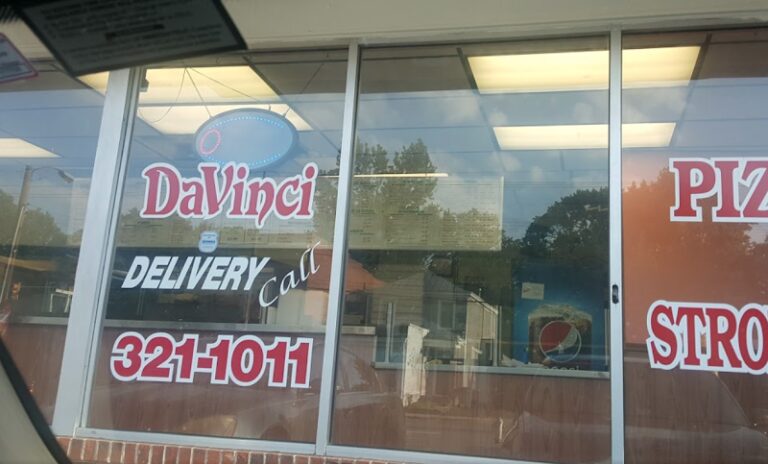 DaVinci
DELIVERY
Call
321-1011
PIZ
STRO